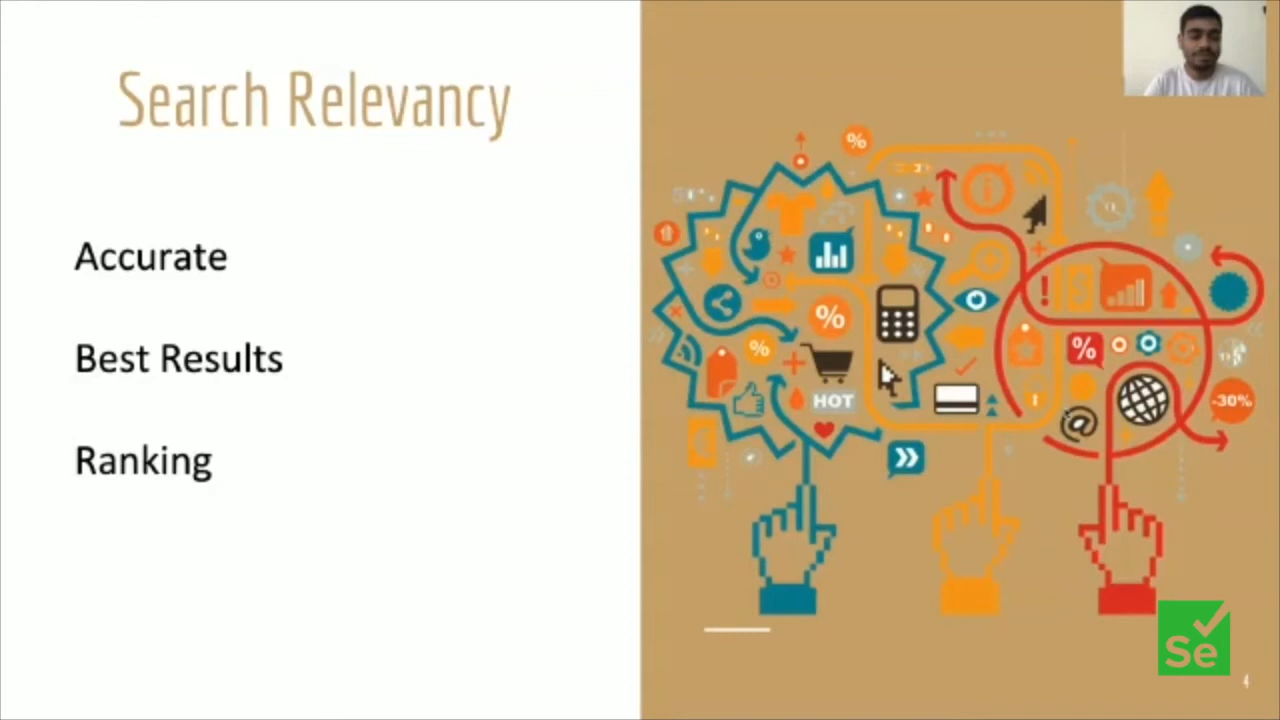 Search Relevancy
Accurate
Best Results
Ranking
%
%
%
HOT
%
-30%
Se
4